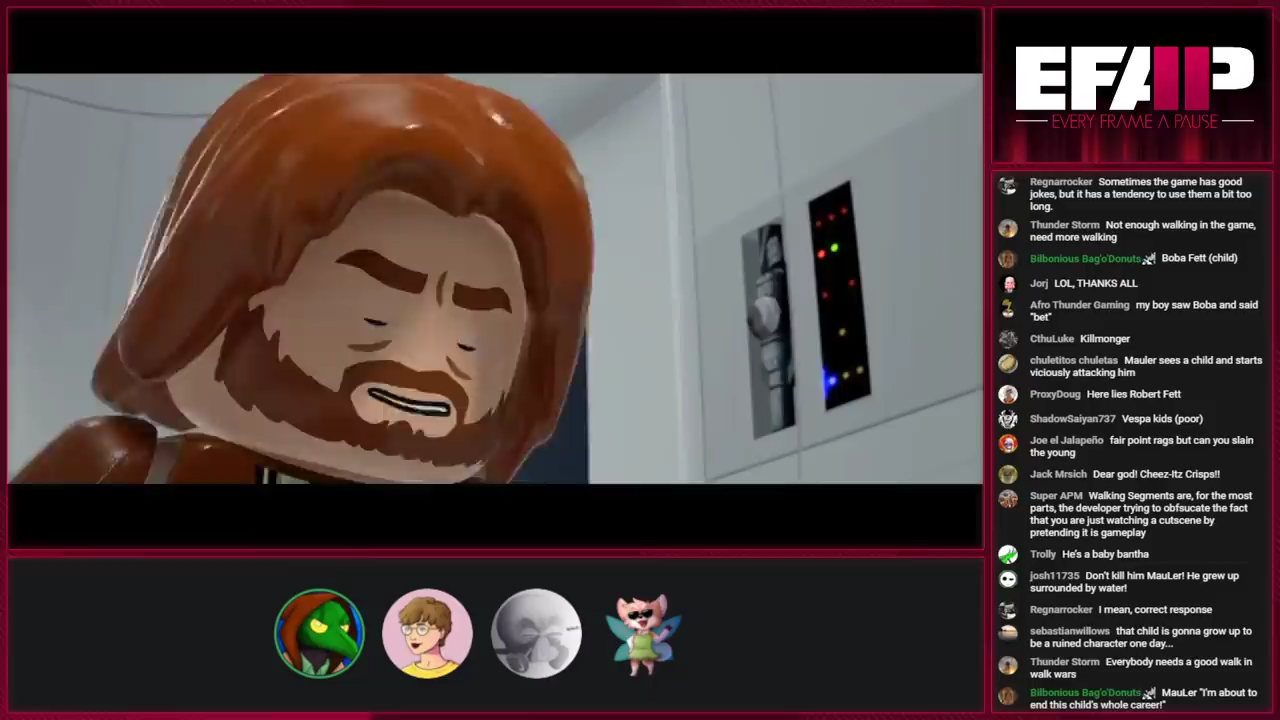 EFAP
EVERY FRAME A PAUSE
Regnarrocker Sometimes the game has good
jokes, but it has a tendency to use them a bit too
long.
Thunder Storm Not enough walking in the game,
need more walking
Bilbonious Bag'o'Donuts Boba Fett (child)
Jorj LOL, THANKS ALL
Afro Thunder Gaming my boy saw Boba and said
"bet"
CthuLuke Killmonger
chuletitos chuletas Mauler sees a child and starts
viciously attacking him
ProxyDoug Here lies Robert Fett
ShadowSaiyan737 Vespa kids (poor)
Joe el Jalapeño fair point rags but can you slain
the young
Jack Mrsich Dear god! Cheez-Itz Crisps!!
Super APM Walking Segments are, for the most
parts, the developer trying to obfsucate the fact
that you are just watching a cutscene by
pretending it is gameplay
Trolly He's a baby bantha
josh11735 Don't kill him MauLer! He grew up
surrounded by water!
Regnarrocker I mean, correct response
sebastianwillows that child is gonna grow up to
be a ruined character one day...
Thunder Storm Everybody needs a good walk in
walk wars
Bilbonious Bag'o'Donuts MauLer "I'm about to
end this child's whole career!"